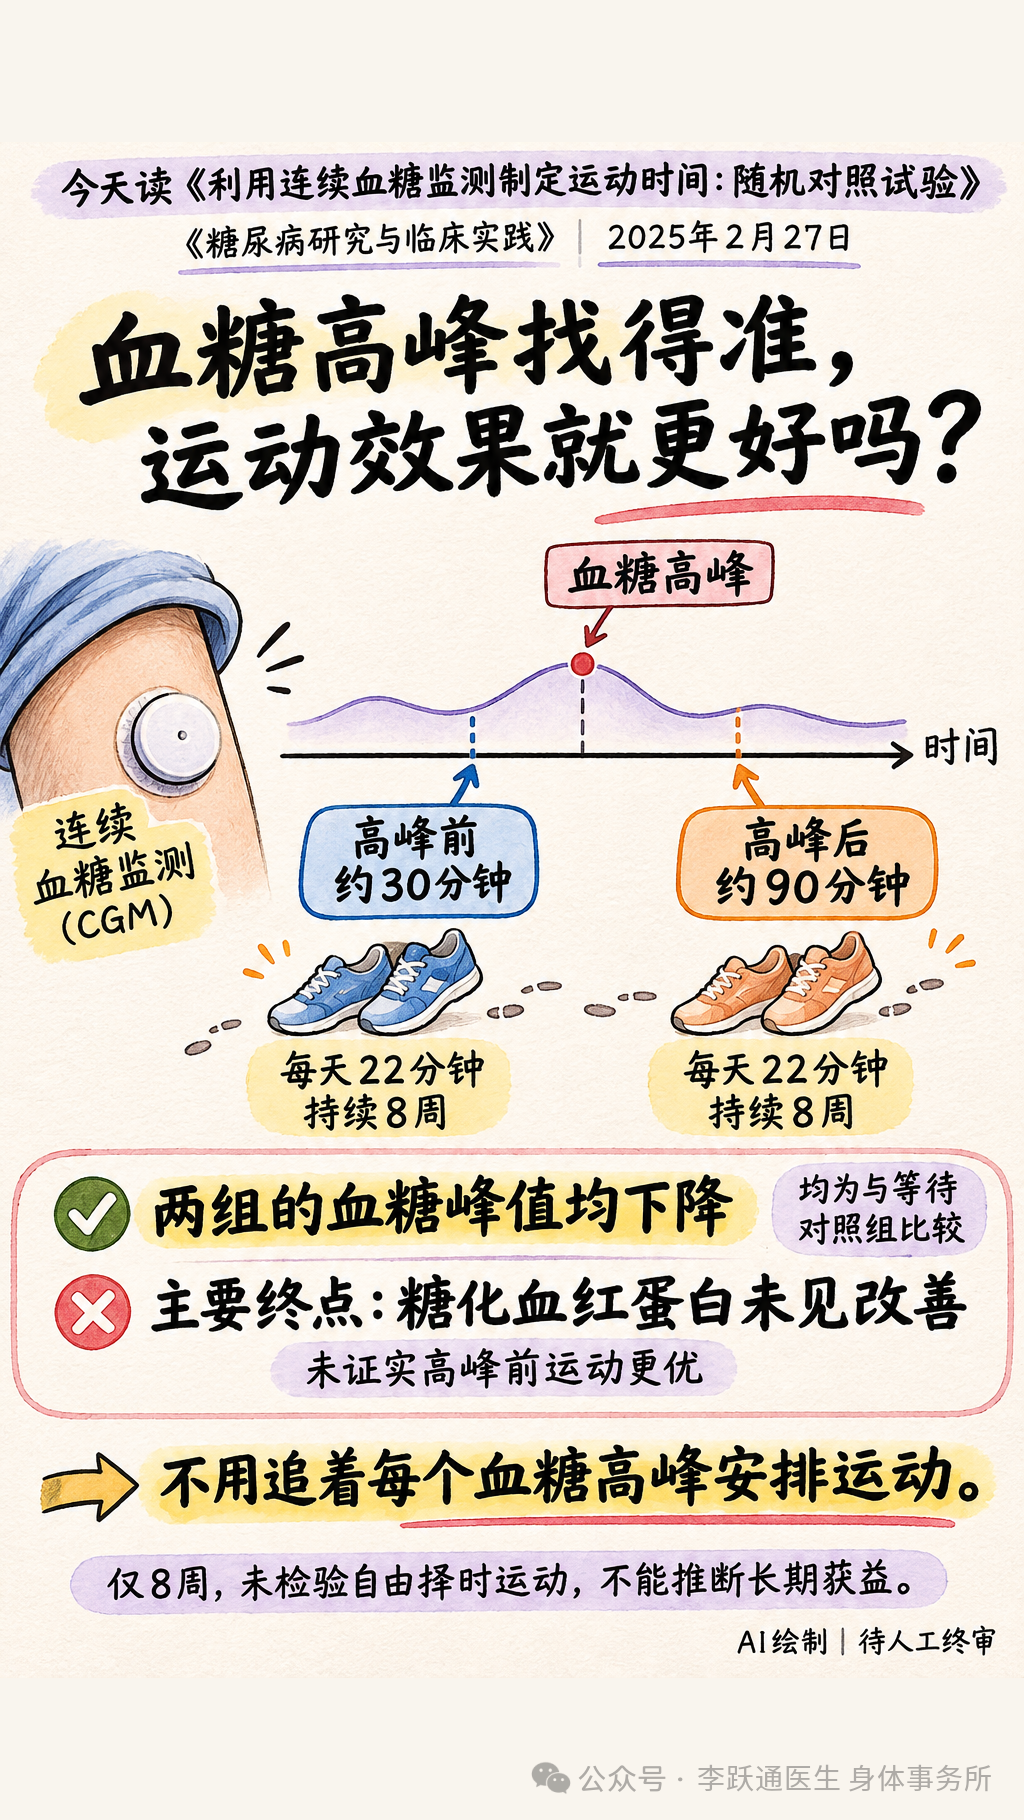 今天读《利用连续血糖监测制定运动时间：随机对照试验》
《糖尿病研究与临床实践》｜2025年2月27日
血糖高峰找得准，
运动效果就更好吗？
血糖高峰
时间
连续
血糖监测
（CGM）
高峰前
约30分钟
高峰后
约90分钟
每天22分钟
持续8周
每天22分钟
持续8周
两组的血糖峰值均下降
均为与等待
对照组比较
主要终点：糖化血红蛋白未见改善
未证实高峰前运动更优
不用追着每个血糖高峰安排运动。
仅8周，未检验自由择时运动，不能推断长期获益。
AI绘制｜待人工终审
公众号·李跃通医生 身体事务所